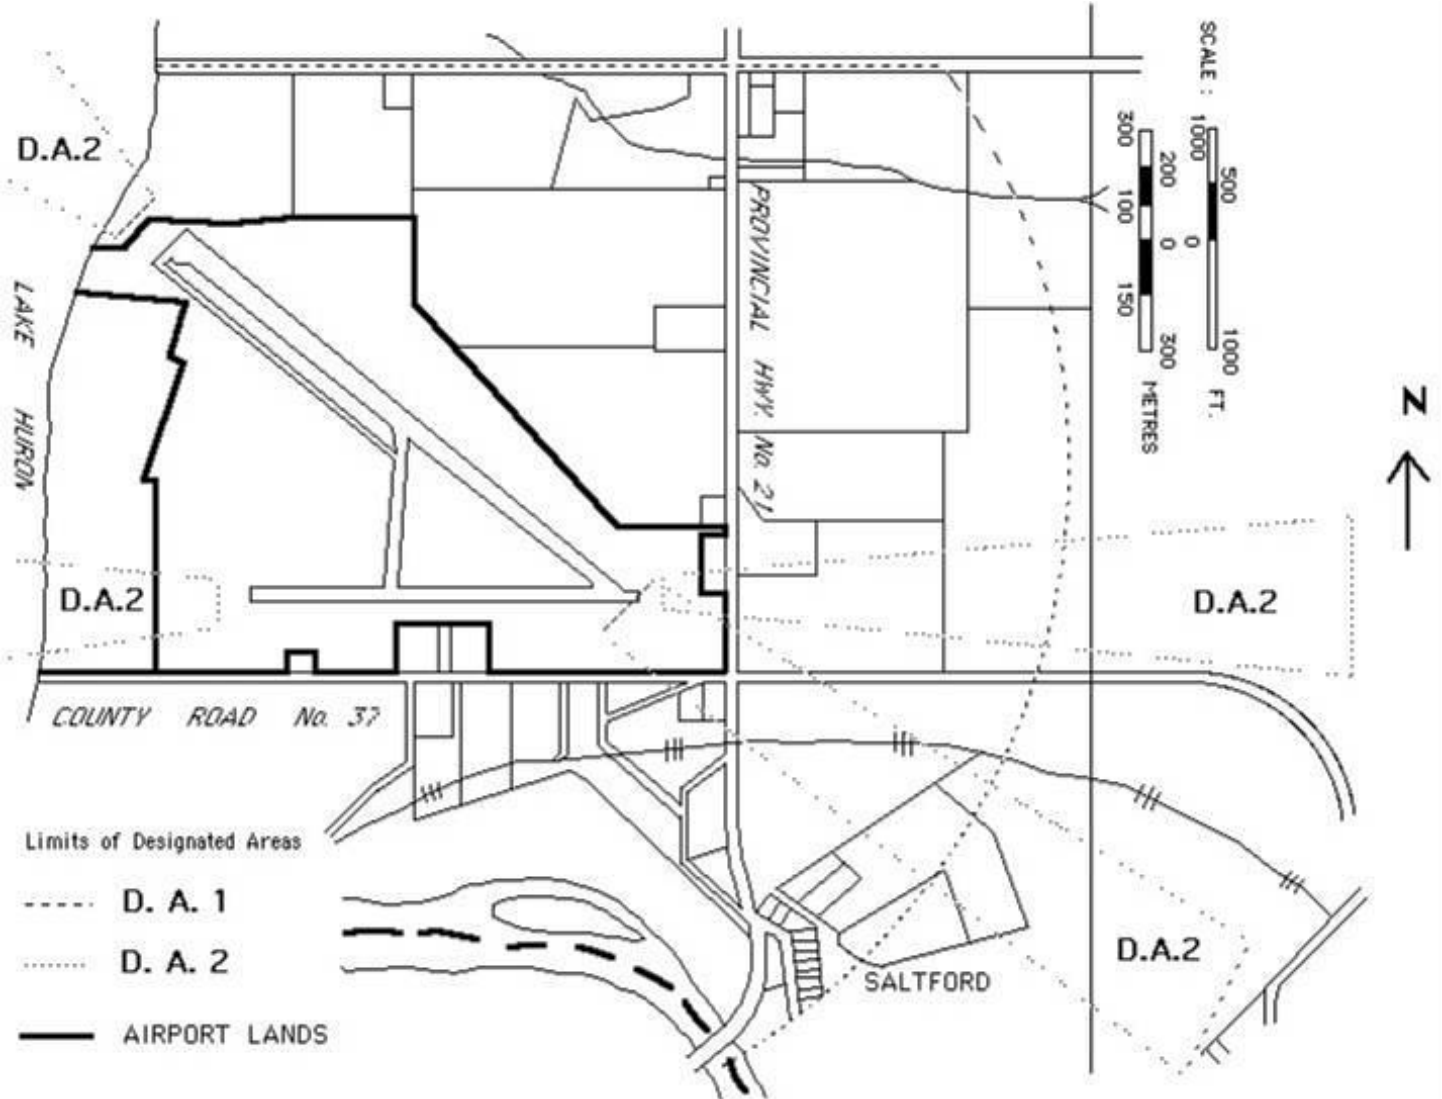 SCALE :
1000 500 0 1000 FT.
300 200 100 0 150 300 METRES
D.A.2
PROVINCIAL HWY. No. 21
LAKE HURON
N
D.A.2
D.A.2
COUNTY ROAD No. 37
Limits of Designated Areas
D. A. 1
D. A. 2
AIRPORT LANDS
SALTFORD
D.A.2